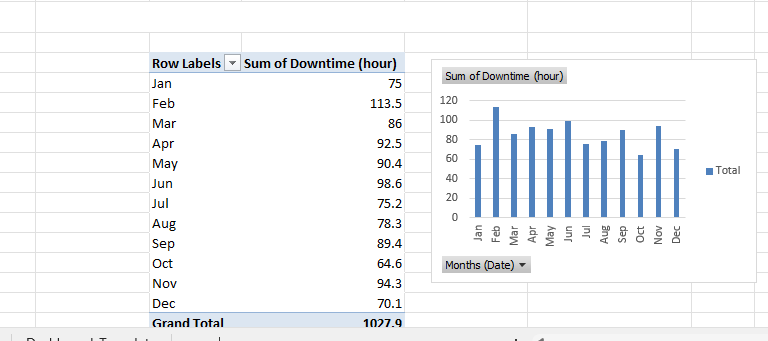 Row Labels Sum of Downtime (hour)
Jan 75
Feb 113.5
Mar 86
Apr 92.5
May 90.4
Jun 98.6
Jul 75.2
Aug 78.3
Sep 89.4
Oct 64.6
Nov 94.3
Dec 70.1
Grand Total 1027.9
Sum of Downtime (hour)
120
100
80
60
40
20
0
Jan Feb Mar Apr May Jun Jul Aug Sep Oct Nov Dec
Total
Months (Date)